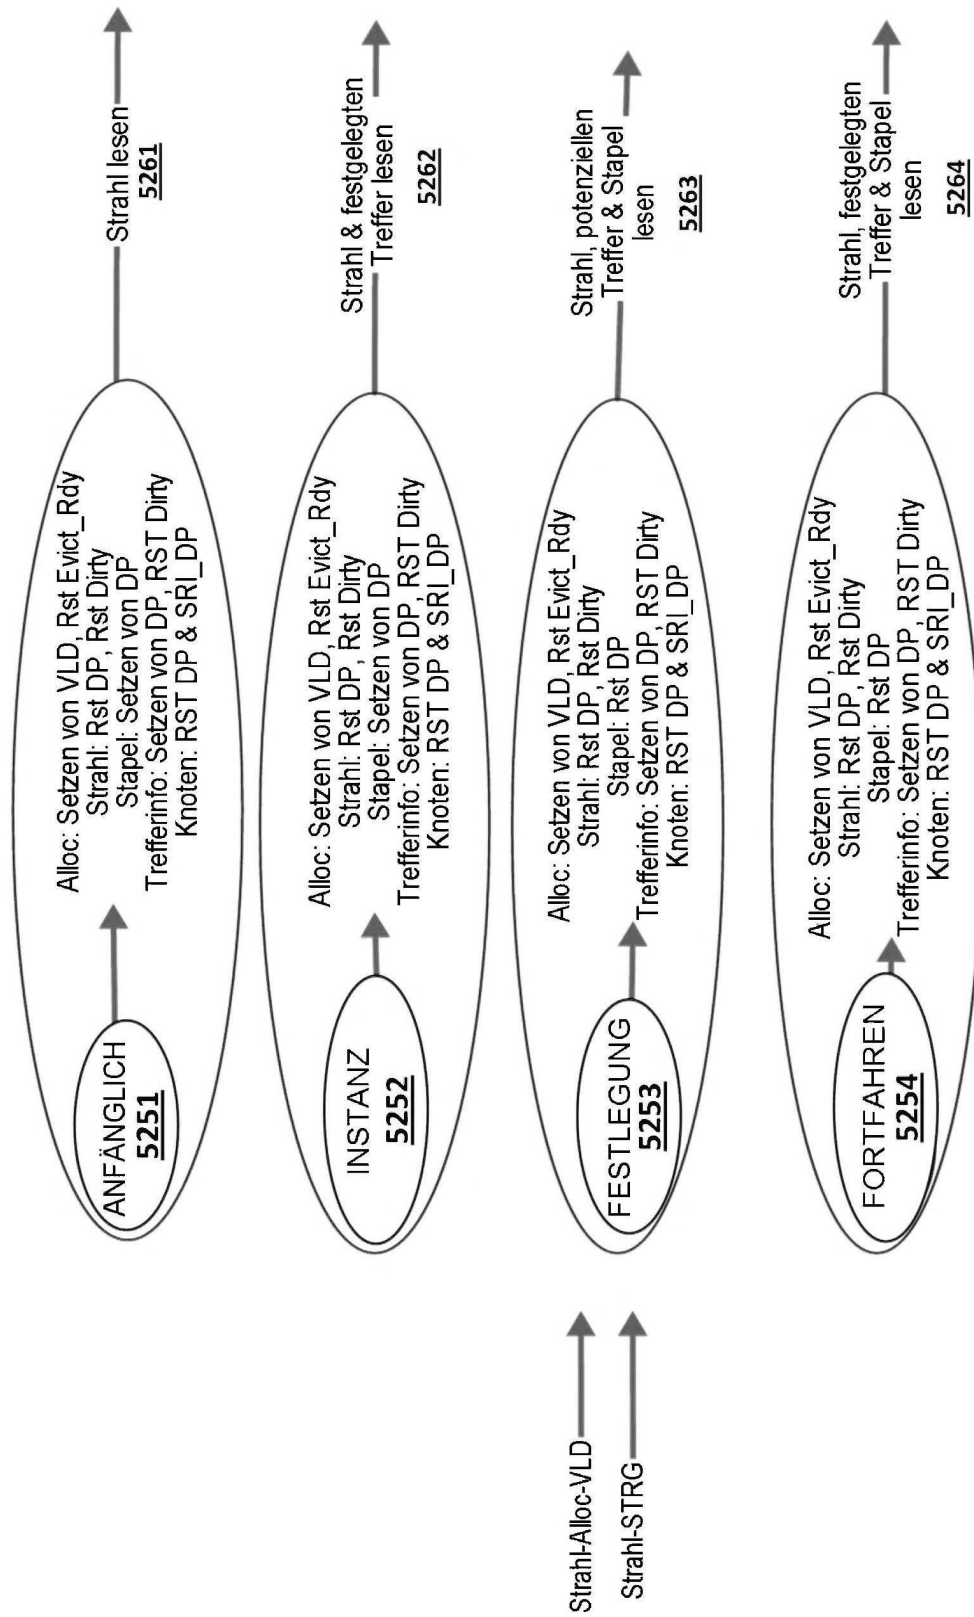 Strahl-Alloc-VLD
Strahl-STRG
ANFÄNGLICH
5251
Alloc: Setzen von VLD, Rst Evict_Rdy
Strahl: Rst DP, Rst Dirty
Stapel: Setzen von DP
Trefferinfo: Setzen von DP, RST Dirty
Knoten: RST DP & SRI_DP
Strahl lesen
5261
INSTANZ
5252
Alloc: Setzen von VLD, Rst Evict_Rdy
Strahl: Rst DP, Rst Dirty
Stapel: Setzen von DP
Trefferinfo: Setzen von DP, RST Dirty
Knoten: RST DP & SRI_DP
Strahl & festgelegten
Treffer lesen
5262
FESTLEGUNG
5253
Alloc: Setzen von VLD, Rst Evict_Rdy
Strahl: Rst DP, Rst Dirty
Stapel: Rst DP
Trefferinfo: Setzen von DP, RST Dirty
Knoten: RST DP & SRI_DP
Strahl, potenziellen
Treffer & Stapel
lesen
5263
FORTFAHREN
5254
Alloc: Setzen von VLD, Rst Evict_Rdy
Strahl: Rst DP, Rst Dirty
Stapel: Rst DP
Trefferinfo: Setzen von DP, RST Dirty
Knoten: RST DP & SRI_DP
Strahl, festgelegten
Treffer & Stapel
lesen
5264